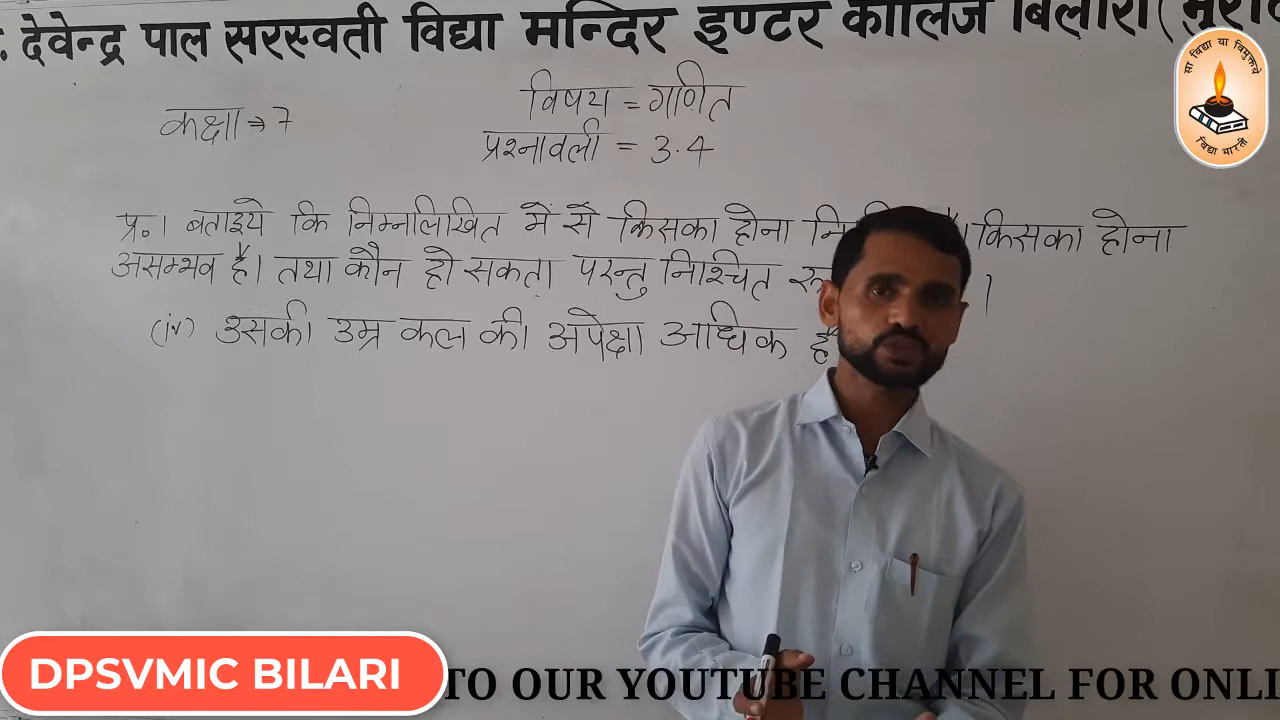 देवेन्द्र पाल सरस्वती विद्या मन्दिर इण्टर कालिज बिलारी
सा विद्या या विमुक्तये
विद्या भारती
विषय = गणित
कक्षा ⇒ 7
प्रश्नावली = 3.4
प्र० 1 बताइये कि निम्नलिखित में से किसका होना है। किसका होना
असम्भव है। तथा कौन हो सकता परन्तु निश्चित
(iv) उसकी उम्र कल की अपेक्षा अधिक है
DPSVMIC BILARI
TO OUR YOUTUBE CHANNEL FOR